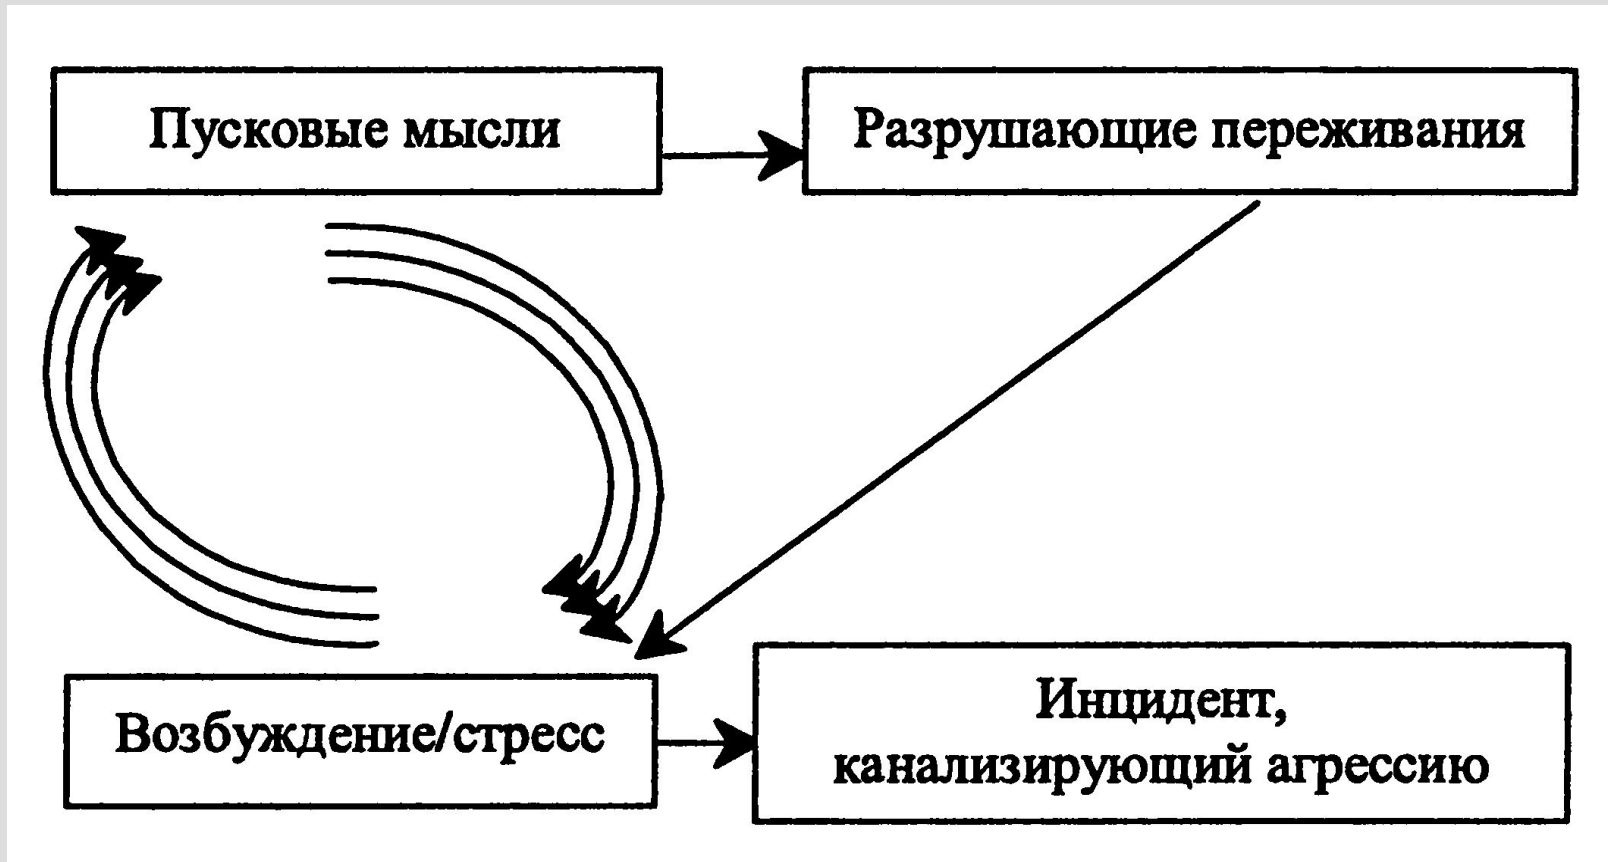 Пусковые мысли
Разрушающие переживания
Возбуждение/стресс
Инцидент,
канализирующий агрессию